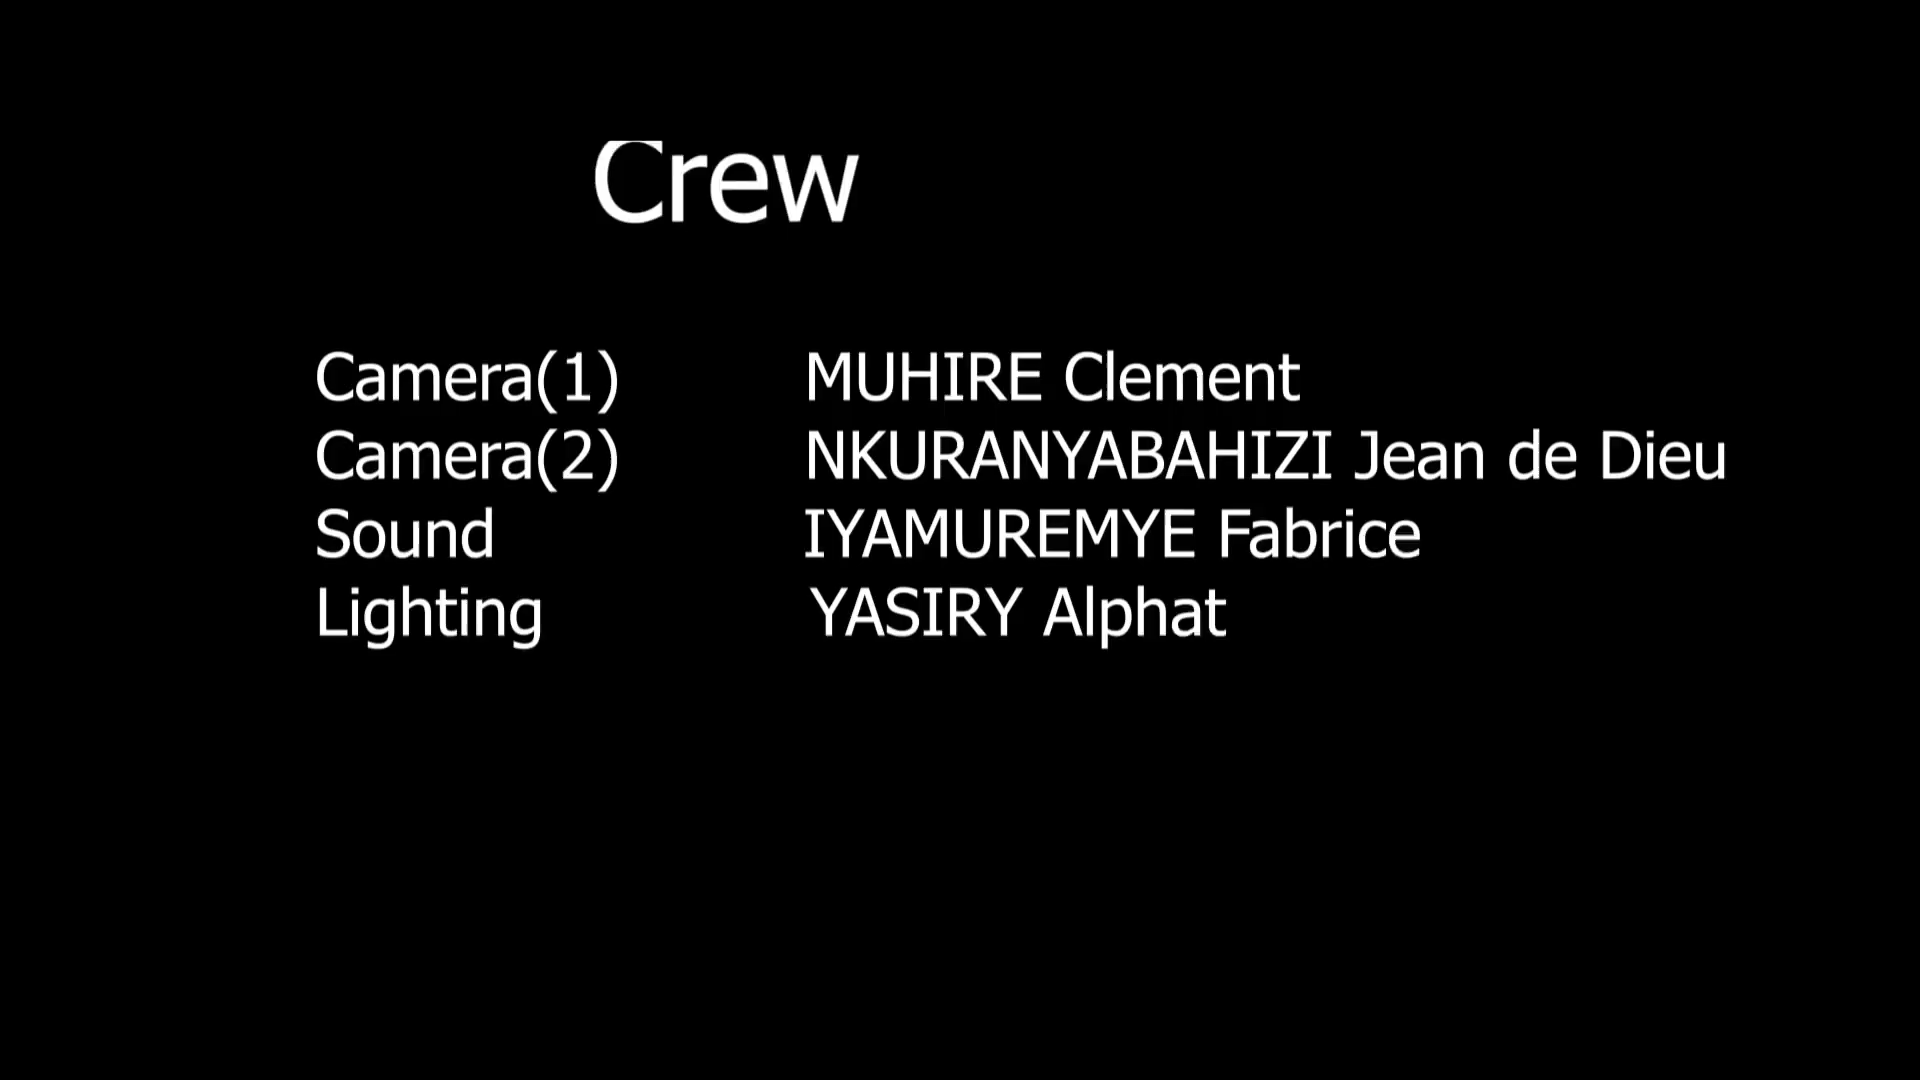 Crew
Camera(1) MUHIRE Clement
Camera(2) NKURANYABAHIZI Jean de Dieu
Sound IYAMUREMYE Fabrice
Lighting YASIRY Alphat